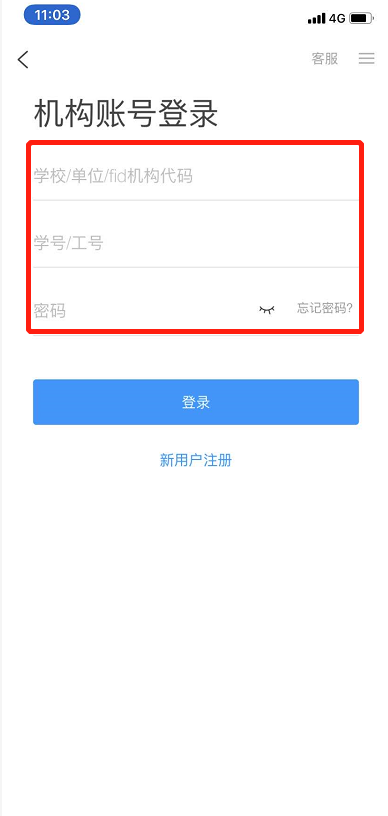 11:03
4G
客服
机构账号登录
学校/单位/fid机构代码
学号/工号
密码
忘记密码?
登录
新用户注册